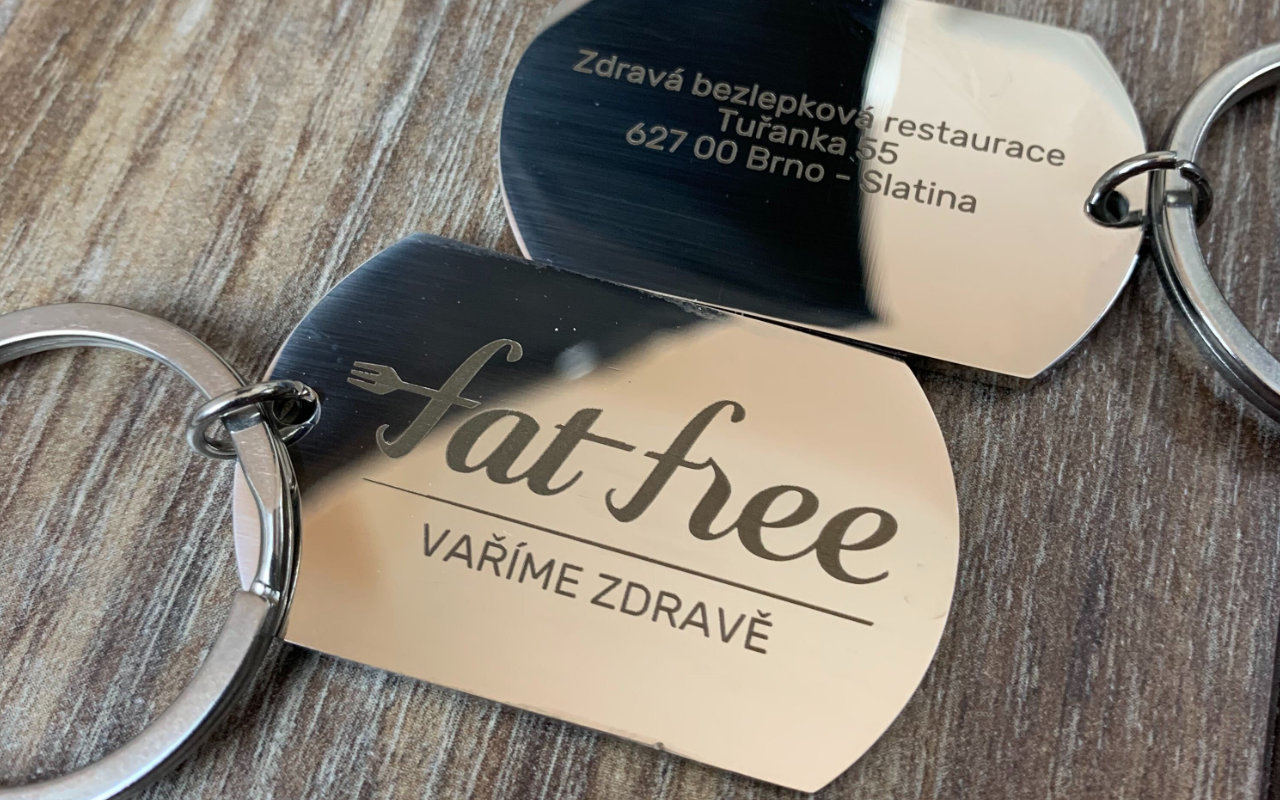 Zdravá bezlepková restaurace
Tuřanka 55
627 00 Brno - Slatina
fat-free
VAŘÍME ZDRAVĚ